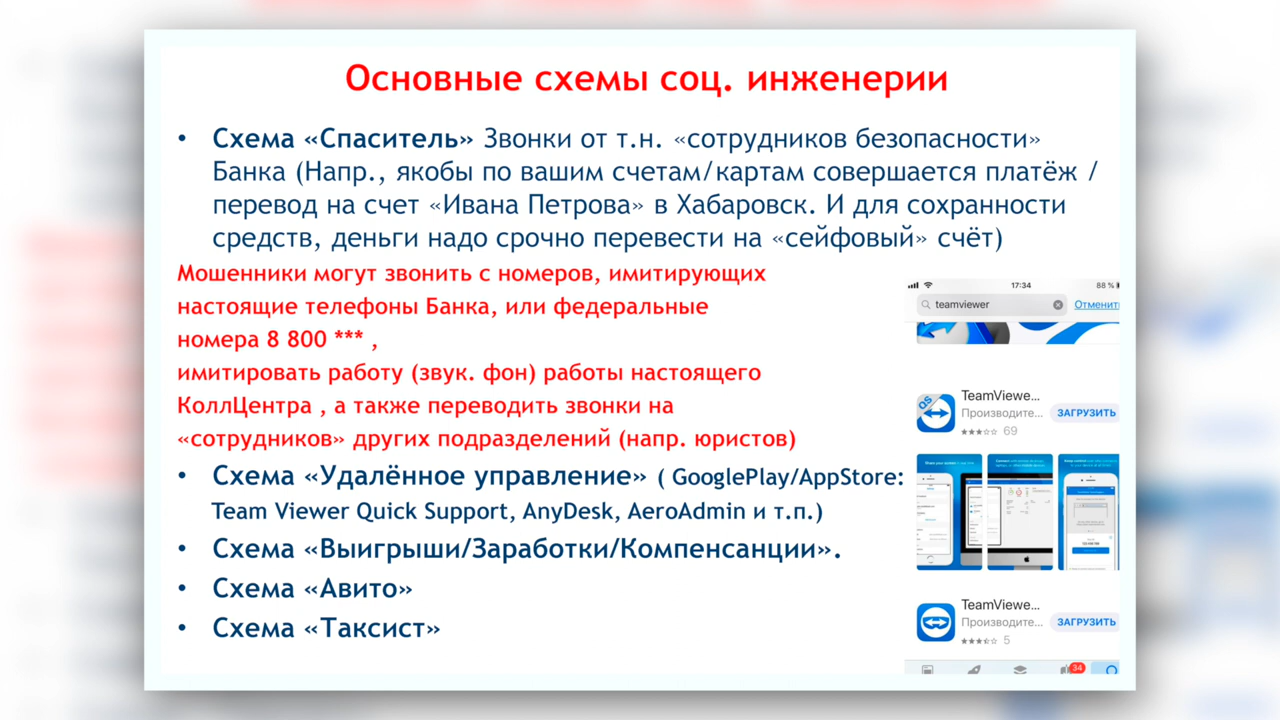 Основные схемы соц. инженерии
• Схема «Спаситель» Звонки от т.н. «сотрудников безопасности»
Банка (Напр., якобы по вашим счетам/картам совершается платёж /
перевод на счет «Ивана Петрова» в Хабаровск. И для сохранности
средств, деньги надо срочно перевести на «сейфовый» счёт)
Мошенники могут звонить с номеров, имитирующих
настоящие телефоны Банка, или федеральные
номера 8 800 *** ,
имитировать работу (звук. фон) работы настоящего
КоллЦентра , а также переводить звонки на
«сотрудников» других подразделений (напр. юристов)
• Схема «Удалённое управление» ( GooglePlay/AppStore:
Team Viewer Quick Support, AnyDesk, AeroAdmin и т.п.)
• Схема «Выигрыши/Заработки/Компенсанции».
• Схема «Авито»
• Схема «Таксист»
17:34
88 %
teamviewer
Отменить
QS
TeamViewe...
Производите...
ЗАГРУЗИТЬ
69
TeamViewe...
Производите...
ЗАГРУЗИТЬ
5
34